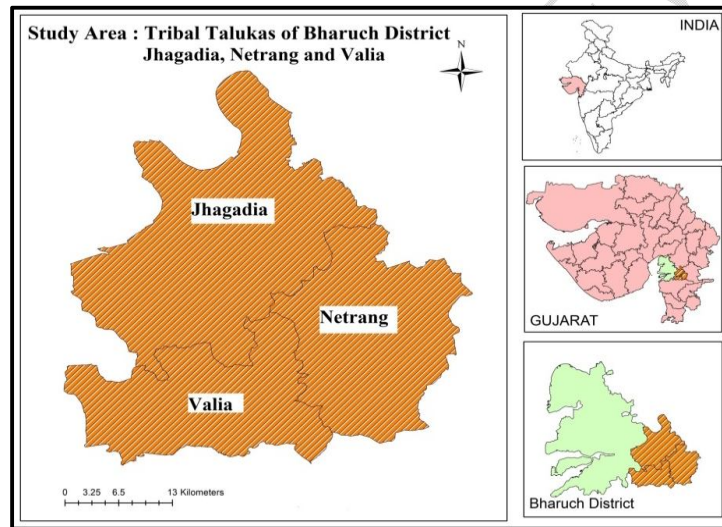 Study Area : Tribal Talukas of Bharuch District
Jhagadia, Netrang and Valia
N
Jhagadia
Netrang
Valia
0 3.25 6.5 13 Kilometers
INDIA
GUJARAT
Bharuch District